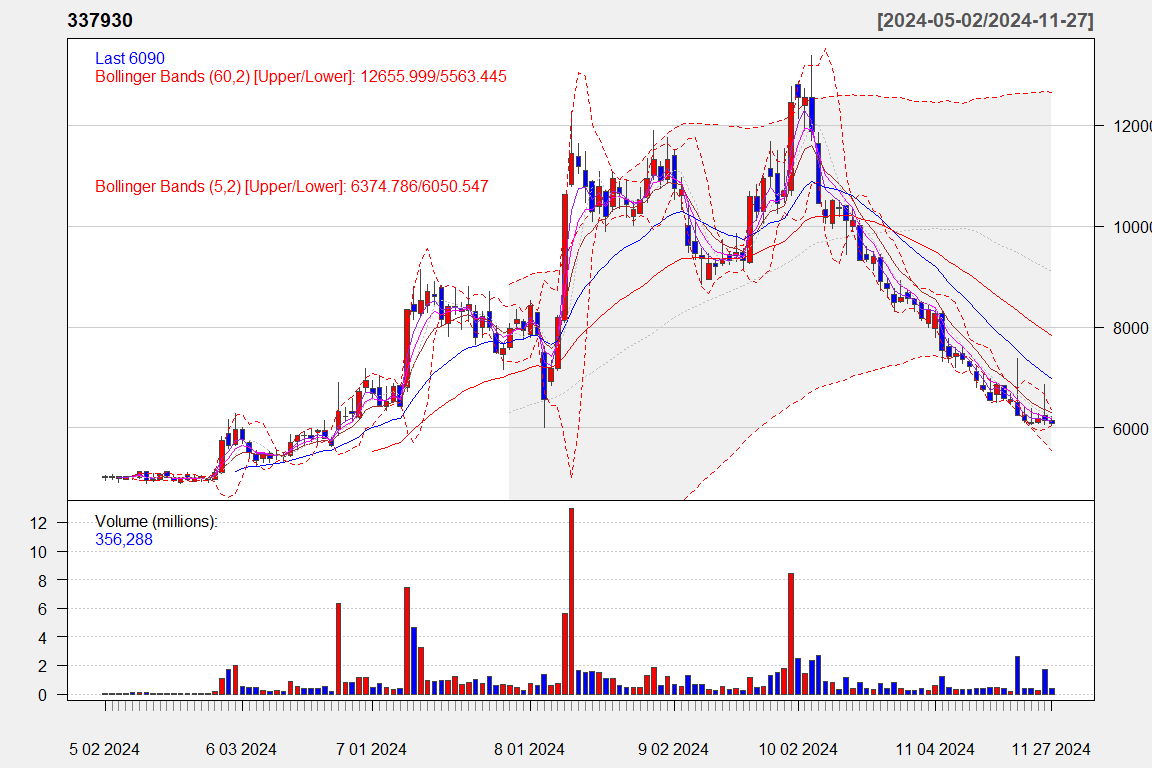 337930 [2024-05-02/2024-11-27]
Last 6090
Bollinger Bands (60,2) [Upper/Lower]: 12655.999/5563.445
12000
Bollinger Bands (5,2) [Upper/Lower]: 6374.786/6050.547
10000
8000
6000
Volume (millions):
356,288
12
10
8
6
4
2
0
5 02 2024 6 03 2024 7 01 2024 8 01 2024 9 02 2024 10 02 2024 11 04 2024 11 27 2024